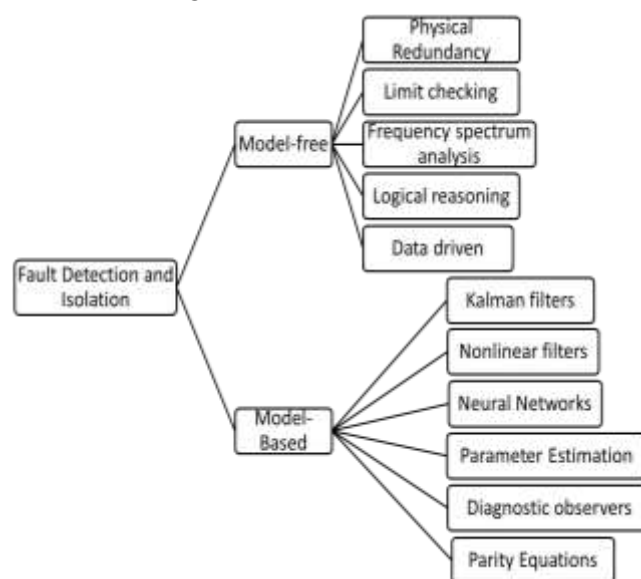 Physical
Redundancy
Limit checking
Model-free
Frequency spectrum
analysis
Logical reasoning
Data driven
Fault Detection and
Isolation
Kalman filters
Nonlinear filters
Neural Networks
Model-
Based
Parameter Estimation
Diagnostic observers
Parity Equations